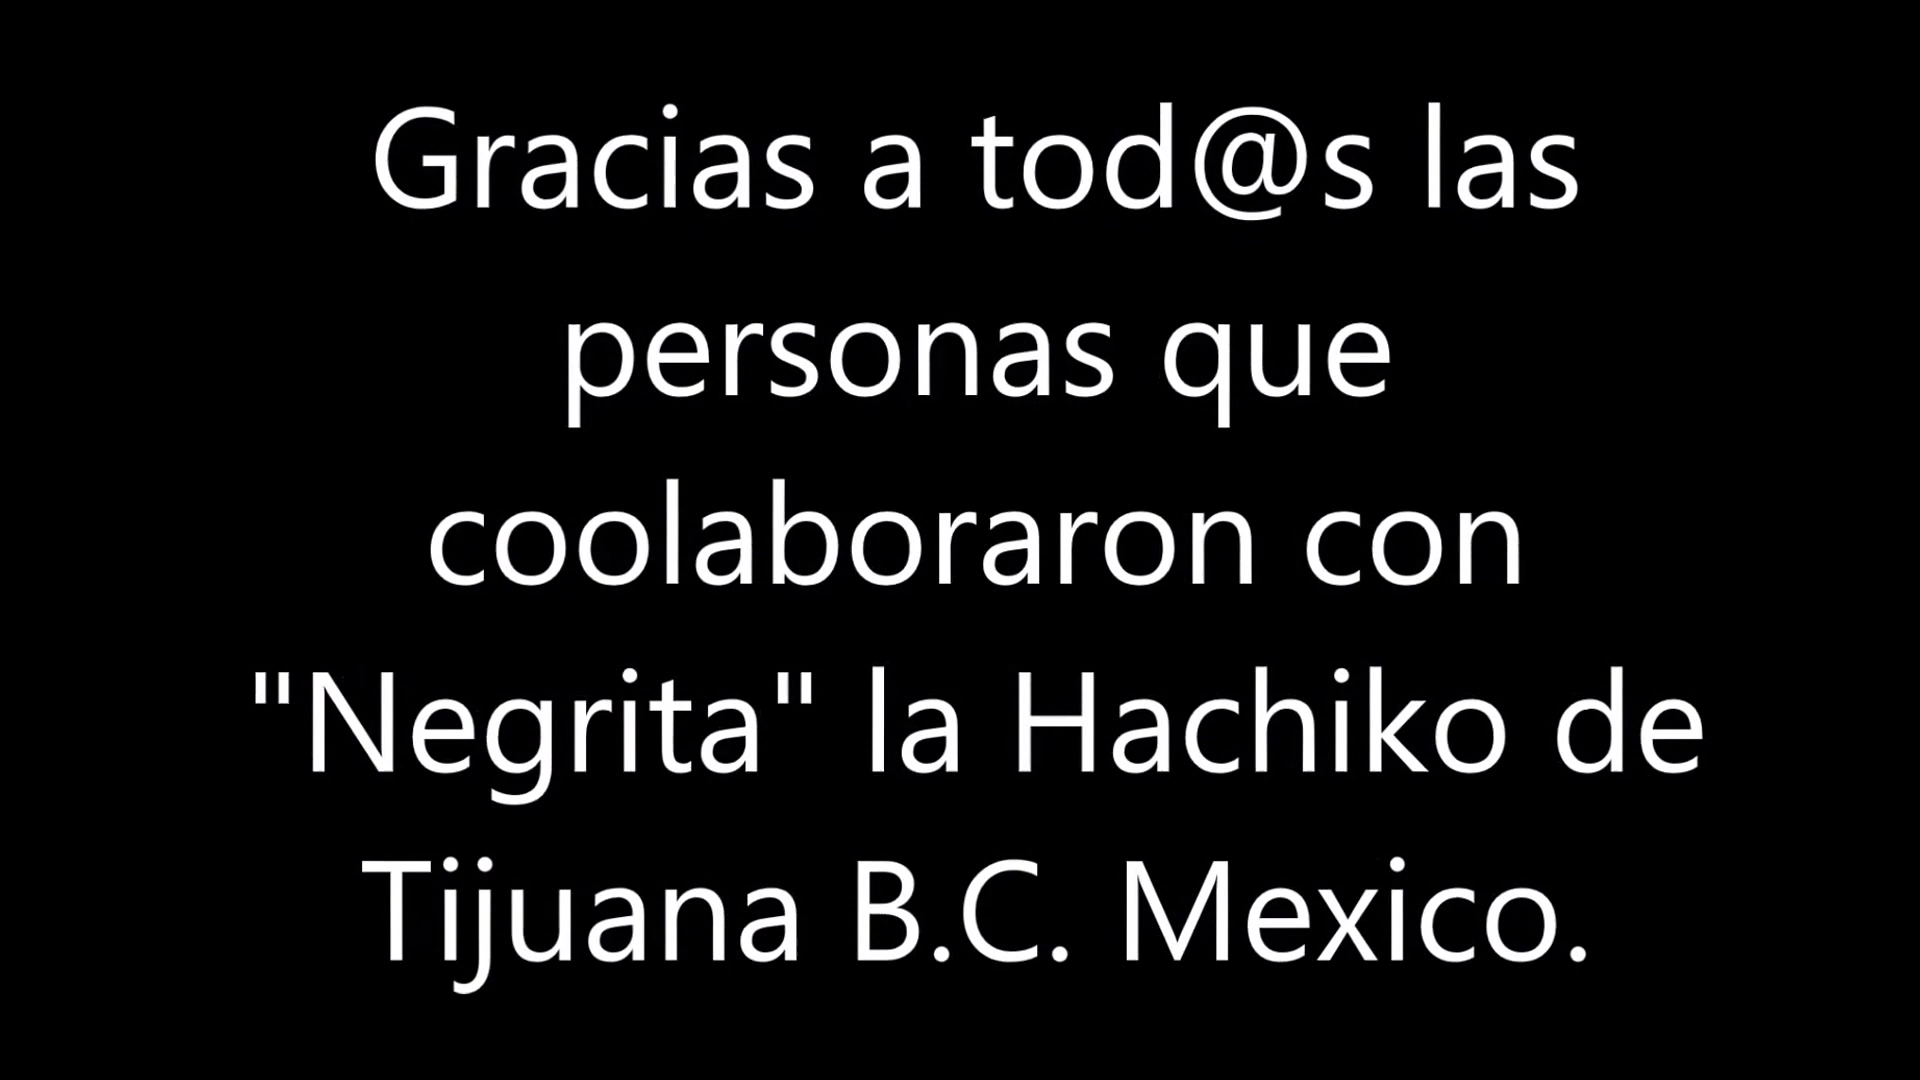 Gracias a tod@s las
personas que
coolaboraron con
"Negrita" la Hachiko de
Tijuana B.C. Mexico.